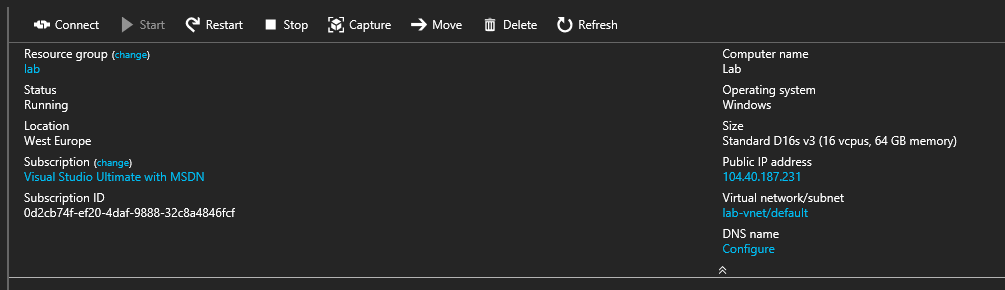 Connect Start Restart Stop Capture Move Delete Refresh
Resource group (change)
lab
Status
Running
Location
West Europe
Subscription (change)
Visual Studio Ultimate with MSDN
Subscription ID
0d2cb74f-ef20-4daf-9888-32c8a4846fcf
Computer name
Lab
Operating system
Windows
Size
Standard D16s v3 (16 vcpus, 64 GB memory)
Public IP address
104.40.187.231
Virtual network/subnet
lab-vnet/default
DNS name
Configure